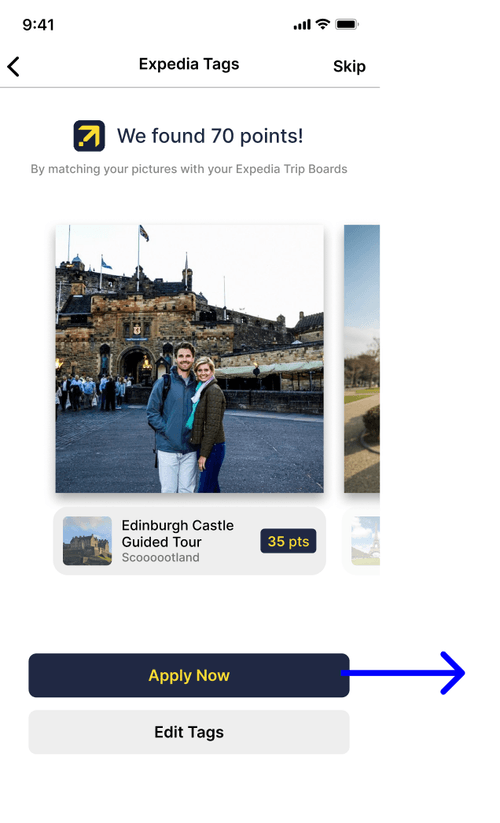 9:41
Expedia Tags
Skip
We found 70 points!
By matching your pictures with your Expedia Trip Boards
Edinburgh Castle
Guided Tour
35 pts
Scoooootland
Apply Now
Edit Tags